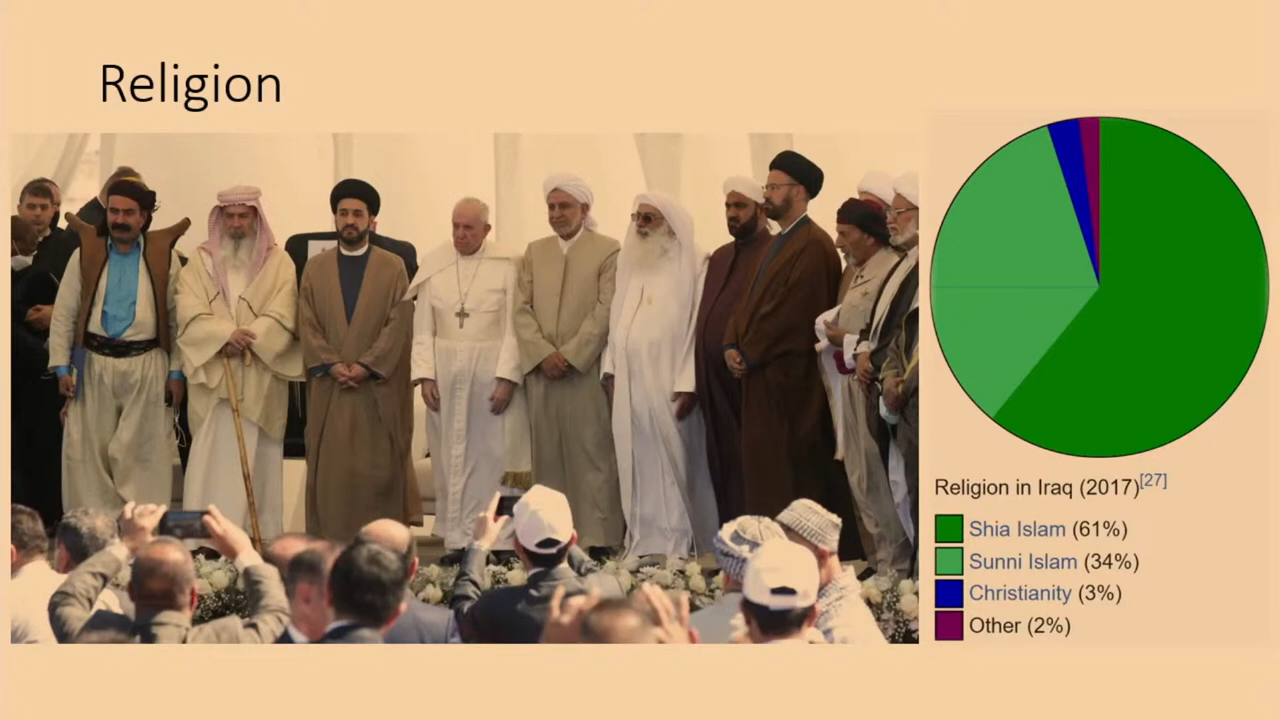 Religion
Religion in Iraq (2017)[27]
Shia Islam (61%)
Sunni Islam (34%)
Christianity (3%)
Other (2%)